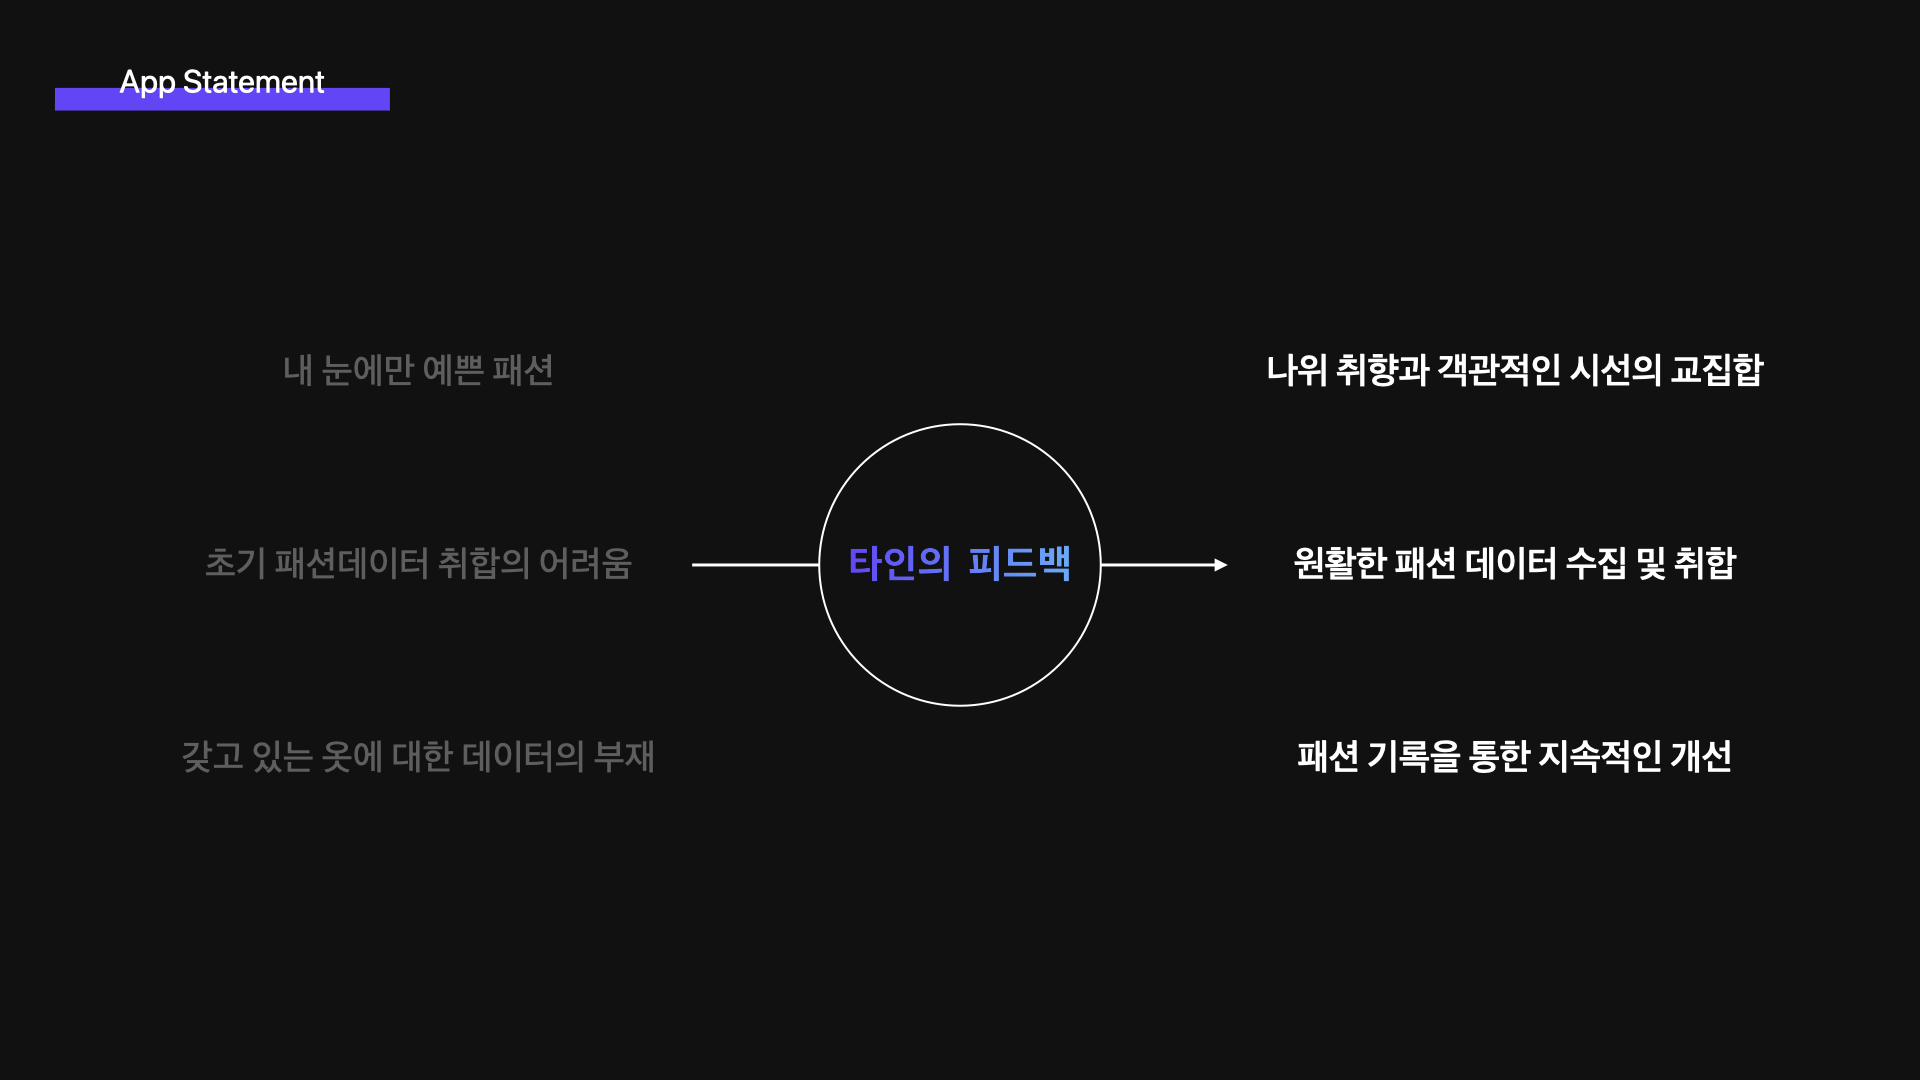 App Statement
내 눈에만 예쁜 패션
초기 패션데이터 취합의 어려움
갖고 있는 옷에 대한 데이터의 부재
타인의 피드백
나위 취향과 객관적인 시선의 교집합
원활한 패션 데이터 수집 및 취합
패션 기록을 통한 지속적인 개선